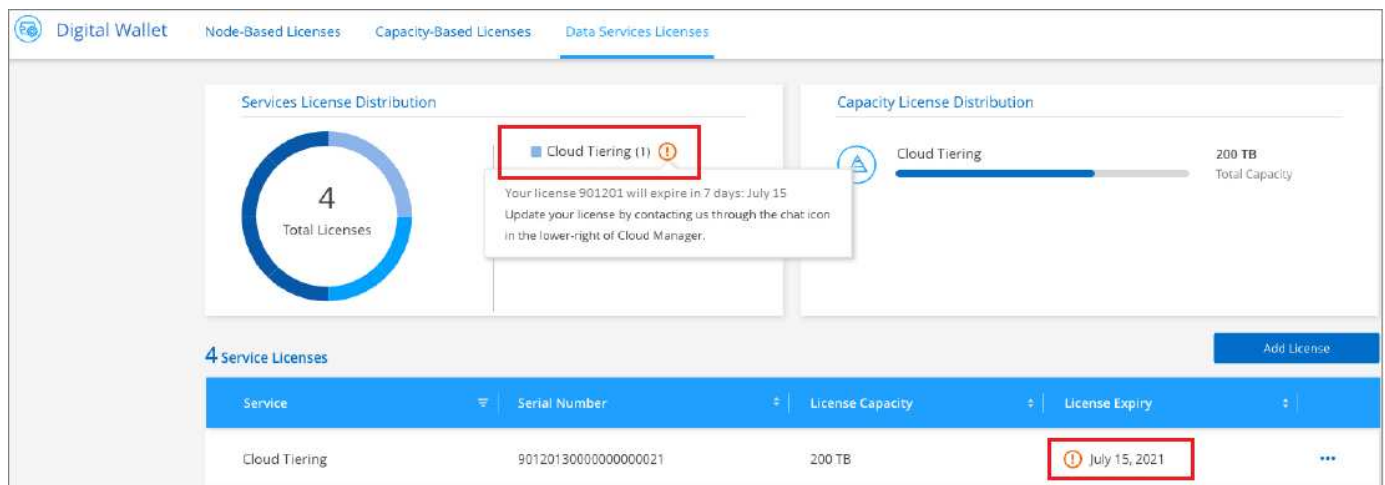 Digital Wallet
Node-Based Licenses
Capacity-Based Licenses
Data Services Licenses
Services License Distribution
4
Total Licenses
Cloud Tiering (1)
Your license 901201 will expire in 7 days: July 15
Update your license by contacting us through the chat icon
in the lower-right of Cloud Manager.
Capacity License Distribution
Cloud Tiering
200 TB
Total Capacity
4 Service Licenses
Add License
Service
Serial Number
License Capacity
License Expiry
Cloud Tiering
90120130000000000021
200 TB
July 15, 2021